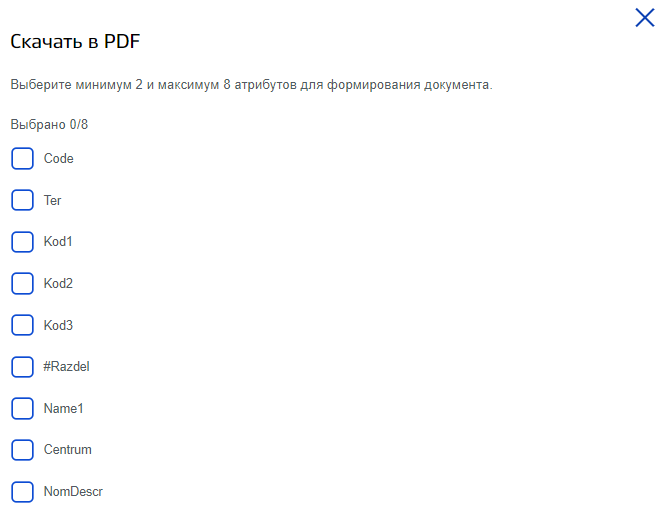 Скачать в PDF
Выберите минимум 2 и максимум 8 атрибутов для формирования документа.
Выбрано 0/8
Code
Ter
Kod1
Kod2
Kod3
#Razdel
Name1
Centrum
NomDescr